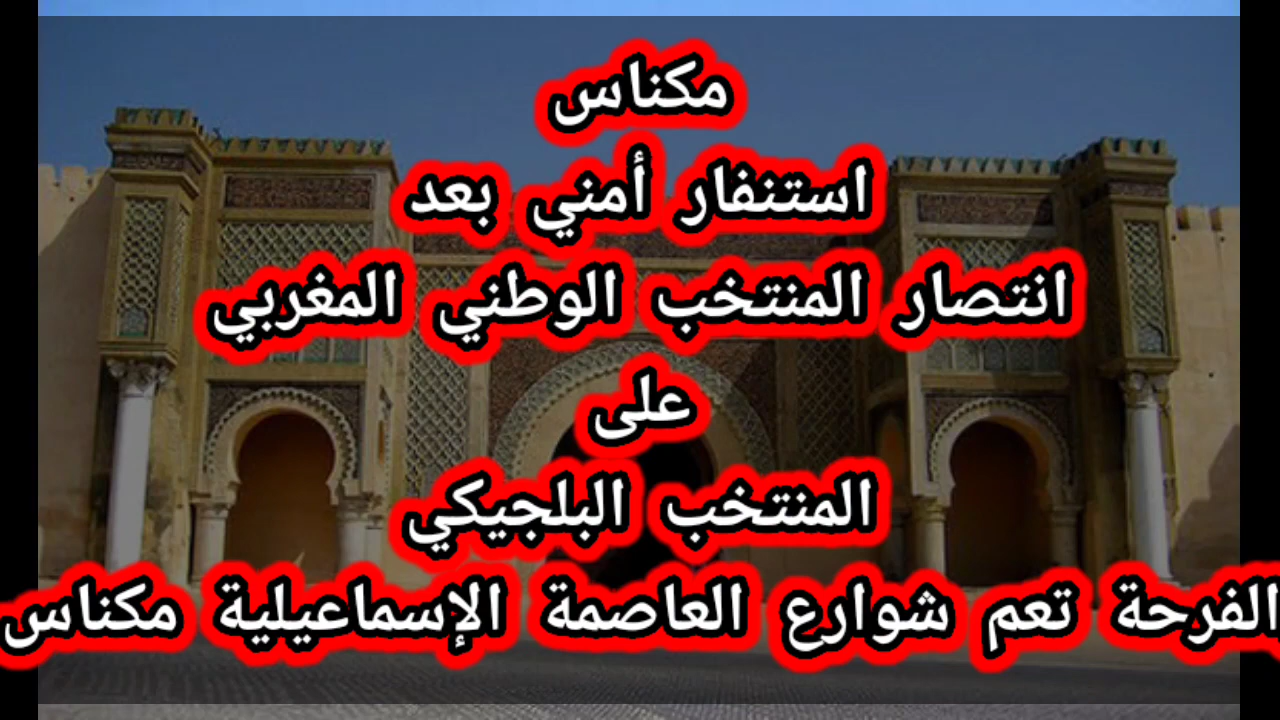 مكناس
استنفار أمني بعد
انتصار المنتخب الوطني المغربي
على
المنتخب البلجيكي
الفرحة تعم شوارع العاصمة الإسماعيلية مكناس